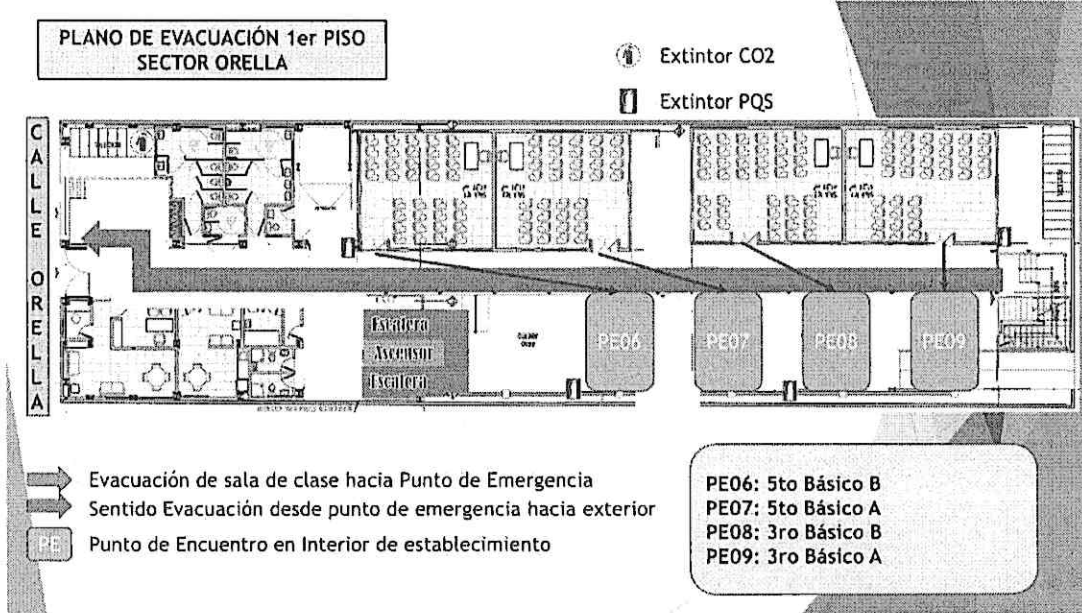 PLANO DE EVACUACIÓN 1er PISO
SECTOR ORELLA
Extintor CO2
Extintor PQS
CALLE ORELLA
Escalera
Ascensor
Escalera
PE06
PE07
PE08
PE09
Evacuación de sala de clase hacia Punto de Emergencia
Sentido Evacuación desde punto de emergencia hacia exterior
PE
Punto de Encuentro en Interior de establecimiento
PE06: 5to Básico B
PE07: 5to Básico A
PE08: 3ro Básico B
PE09: 3ro Básico A